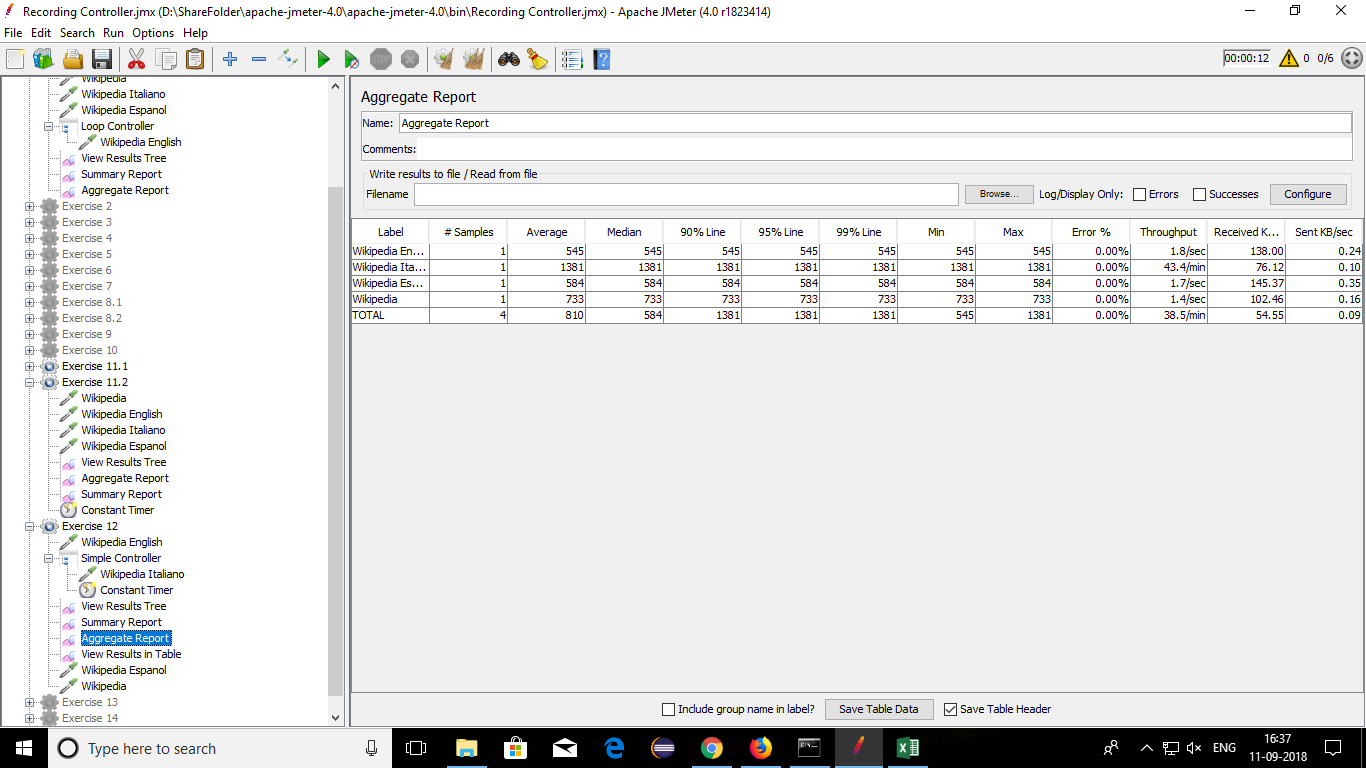 Recording Controller.jmx (D:\ShareFolder\apache-jmeter-4.0\apache-jmeter-4.0\bin\Recording Controller.jmx) - Apache JMeter (4.0 r1823414)
File Edit Search Run Options Help
STOP
00:00:12 0 0/6
Wikipedia
Wikipedia Italiano
Wikipedia Espanol
Loop Controller
Wikipedia English
View Results Tree
Summary Report
Aggregate Report
Exercise 2
Exercise 3
Exercise 4
Exercise 5
Exercise 6
Exercise 7
Exercise 8.1
Exercise 8.2
Exercise 9
Exercise 10
Exercise 11.1
Exercise 11.2
Wikipedia
Wikipedia English
Wikipedia Italiano
Wikipedia Espanol
View Results Tree
Aggregate Report
Summary Report
Constant Timer
Exercise 12
Wikipedia English
Simple Controller
Wikipedia Italiano
Constant Timer
View Results Tree
Summary Report
Aggregate Report
View Results in Table
Wikipedia Espanol
Wikipedia
Exercise 13
Exercise 14
Aggregate Report
Name: Aggregate Report
Comments:
Write results to file / Read from file
Filename Browse... Log/Display Only: Errors Successes Configure
Label # Samples Average Median 90% Line 95% Line 99% Line Min Max Error % Throughput Received K... Sent KB/sec
Wikipedia En... 1 545 545 545 545 545 545 545 0.00% 1.8/sec 138.00 0.24
Wikipedia Ita... 1 1381 1381 1381 1381 1381 1381 1381 0.00% 43.4/min 76.12 0.10
Wikipedia Es... 1 584 584 584 584 584 584 584 0.00% 1.7/sec 145.37 0.35
Wikipedia 1 733 733 733 733 733 733 733 0.00% 1.4/sec 102.46 0.16
TOTAL 4 810 584 1381 1381 1381 545 1381 0.00% 38.5/min 54.55 0.09
Include group name in label? Save Table Data Save Table Header
Type here to search
ENG
16:37
11-09-2018